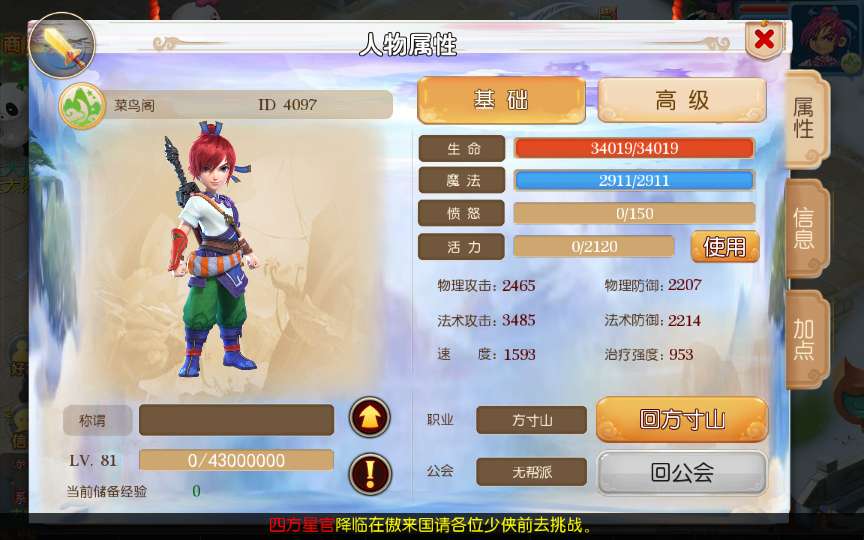 人物属性
菜鸟阁 ID 4097
基础 高级
属性
信息
加点
生命 34019/34019
魔法 2911/2911
愤怒 0/150
活力 0/2120 使用
物理攻击: 2465 物理防御: 2207
法术攻击: 3485 法术防御: 2214
速度: 1593 治疗强度: 953
称谓
职业 方寸山 回方寸山
LV. 81 0/43000000
公会 无帮派 回公会
当前储备经验 0
四方星官降临在傲来国请各位少侠前去挑战。